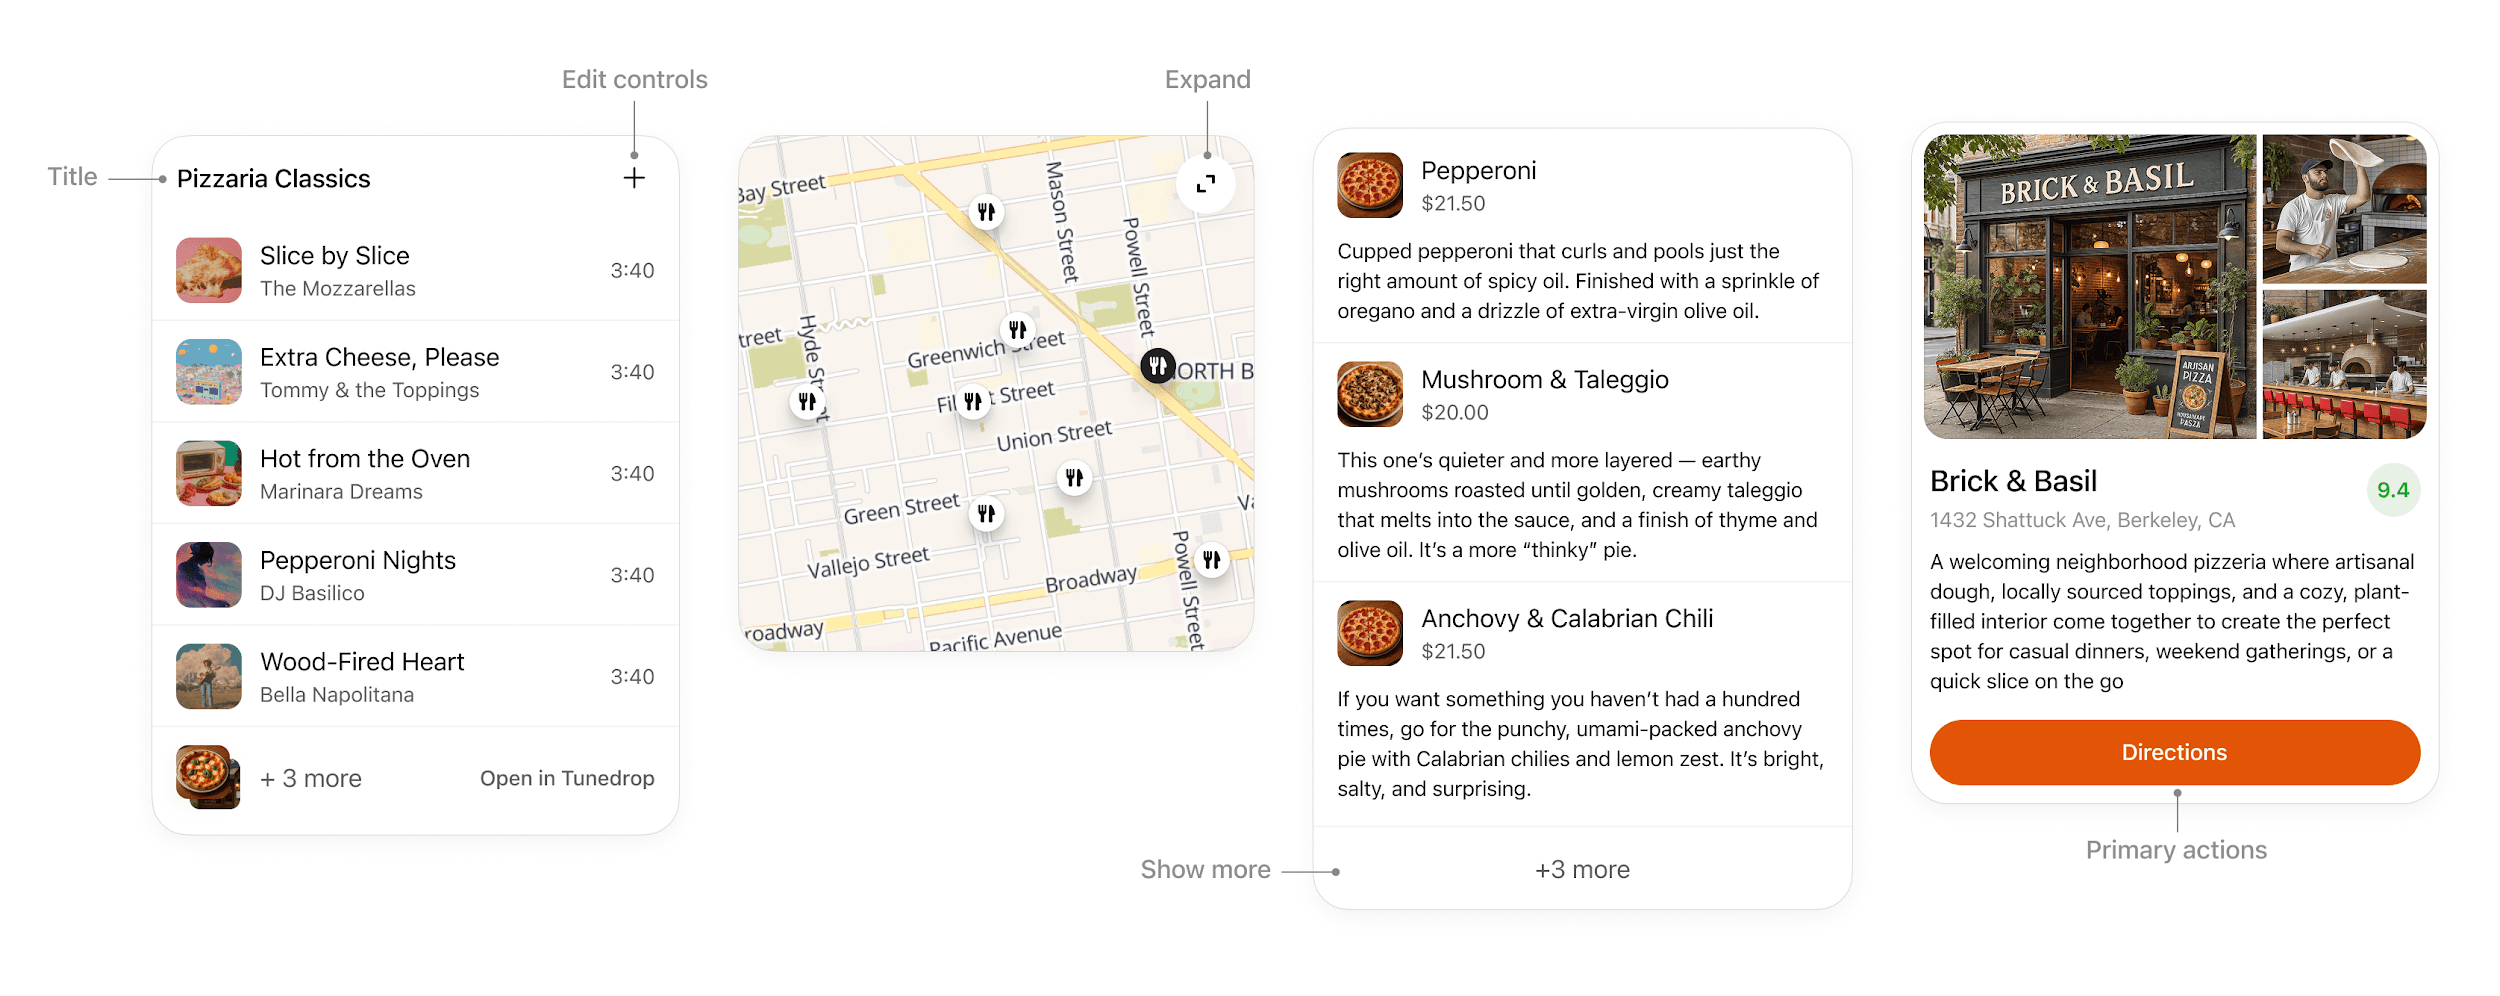 Edit controls
Title
Pizzaria Classics
Slice by Slice
The Mozzarellas
3:40
Extra Cheese, Please
Tommy & the Toppings
3:40
Hot from the Oven
Marinara Dreams
3:40
Pepperoni Nights
DJ Basilico
3:40
Wood-Fired Heart
Bella Napolitana
3:40
+ 3 more
Open in Tunedrop
Expand
Bay Street
Mason Street
Powell Street
treet
Hyde
Greenwich Street
NORTH B
Street
Union Street
Green Street
Vallejo Street
Broadway
Powell Street
roadway
Pacific Avenue
Pepperoni
$21.50
Cupped pepperoni that curls and pools just the
right amount of spicy oil. Finished with a sprinkle of
oregano and a drizzle of extra-virgin olive oil.
Mushroom & Taleggio
$20.00
This one’s quieter and more layered — earthy
mushrooms roasted until golden, creamy taleggio
that melts into the sauce, and a finish of thyme and
olive oil. It’s a more “thinky” pie.
Anchovy & Calabrian Chili
$21.50
If you want something you haven’t had a hundred
times, go for the punchy, umami-packed anchovy
pie with Calabrian chilies and lemon zest. It’s bright,
salty, and surprising.
Show more
+3 more
BRICK & BASIL
ARTISAN
PIZZA
Brick & Basil
9.4
1432 Shattuck Ave, Berkeley, CA
A welcoming neighborhood pizzeria where artisanal
dough, locally sourced toppings, and a cozy, plant-
filled interior come together to create the perfect
spot for casual dinners, weekend gatherings, or a
quick slice on the go
Directions
Primary actions